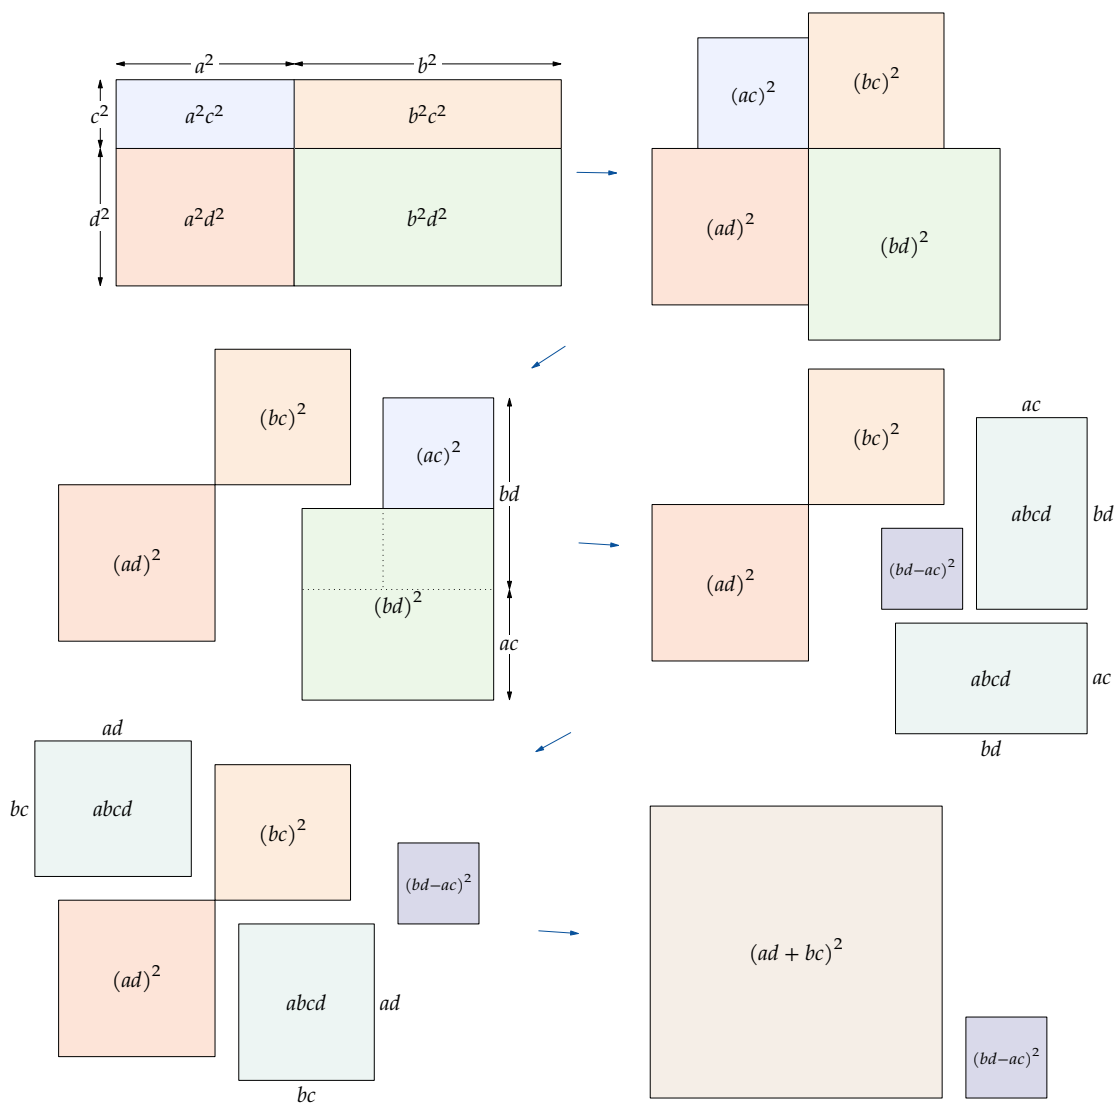 a² b²
c² a²c² b²c²
d² a²d² b²d²
(ac)² (bc)²
(ad)² (bd)²
(bc)²
(ac)²
bd
(ad)²
(bd)²
ac
ac
(bc)²
abcd bd
(bd−ac)²
(ad)²
abcd ac
bd
ad
bc abcd
(bc)²
(bd−ac)²
(ad)²
abcd ad
bc
(ad + bc)²
(bd−ac)²